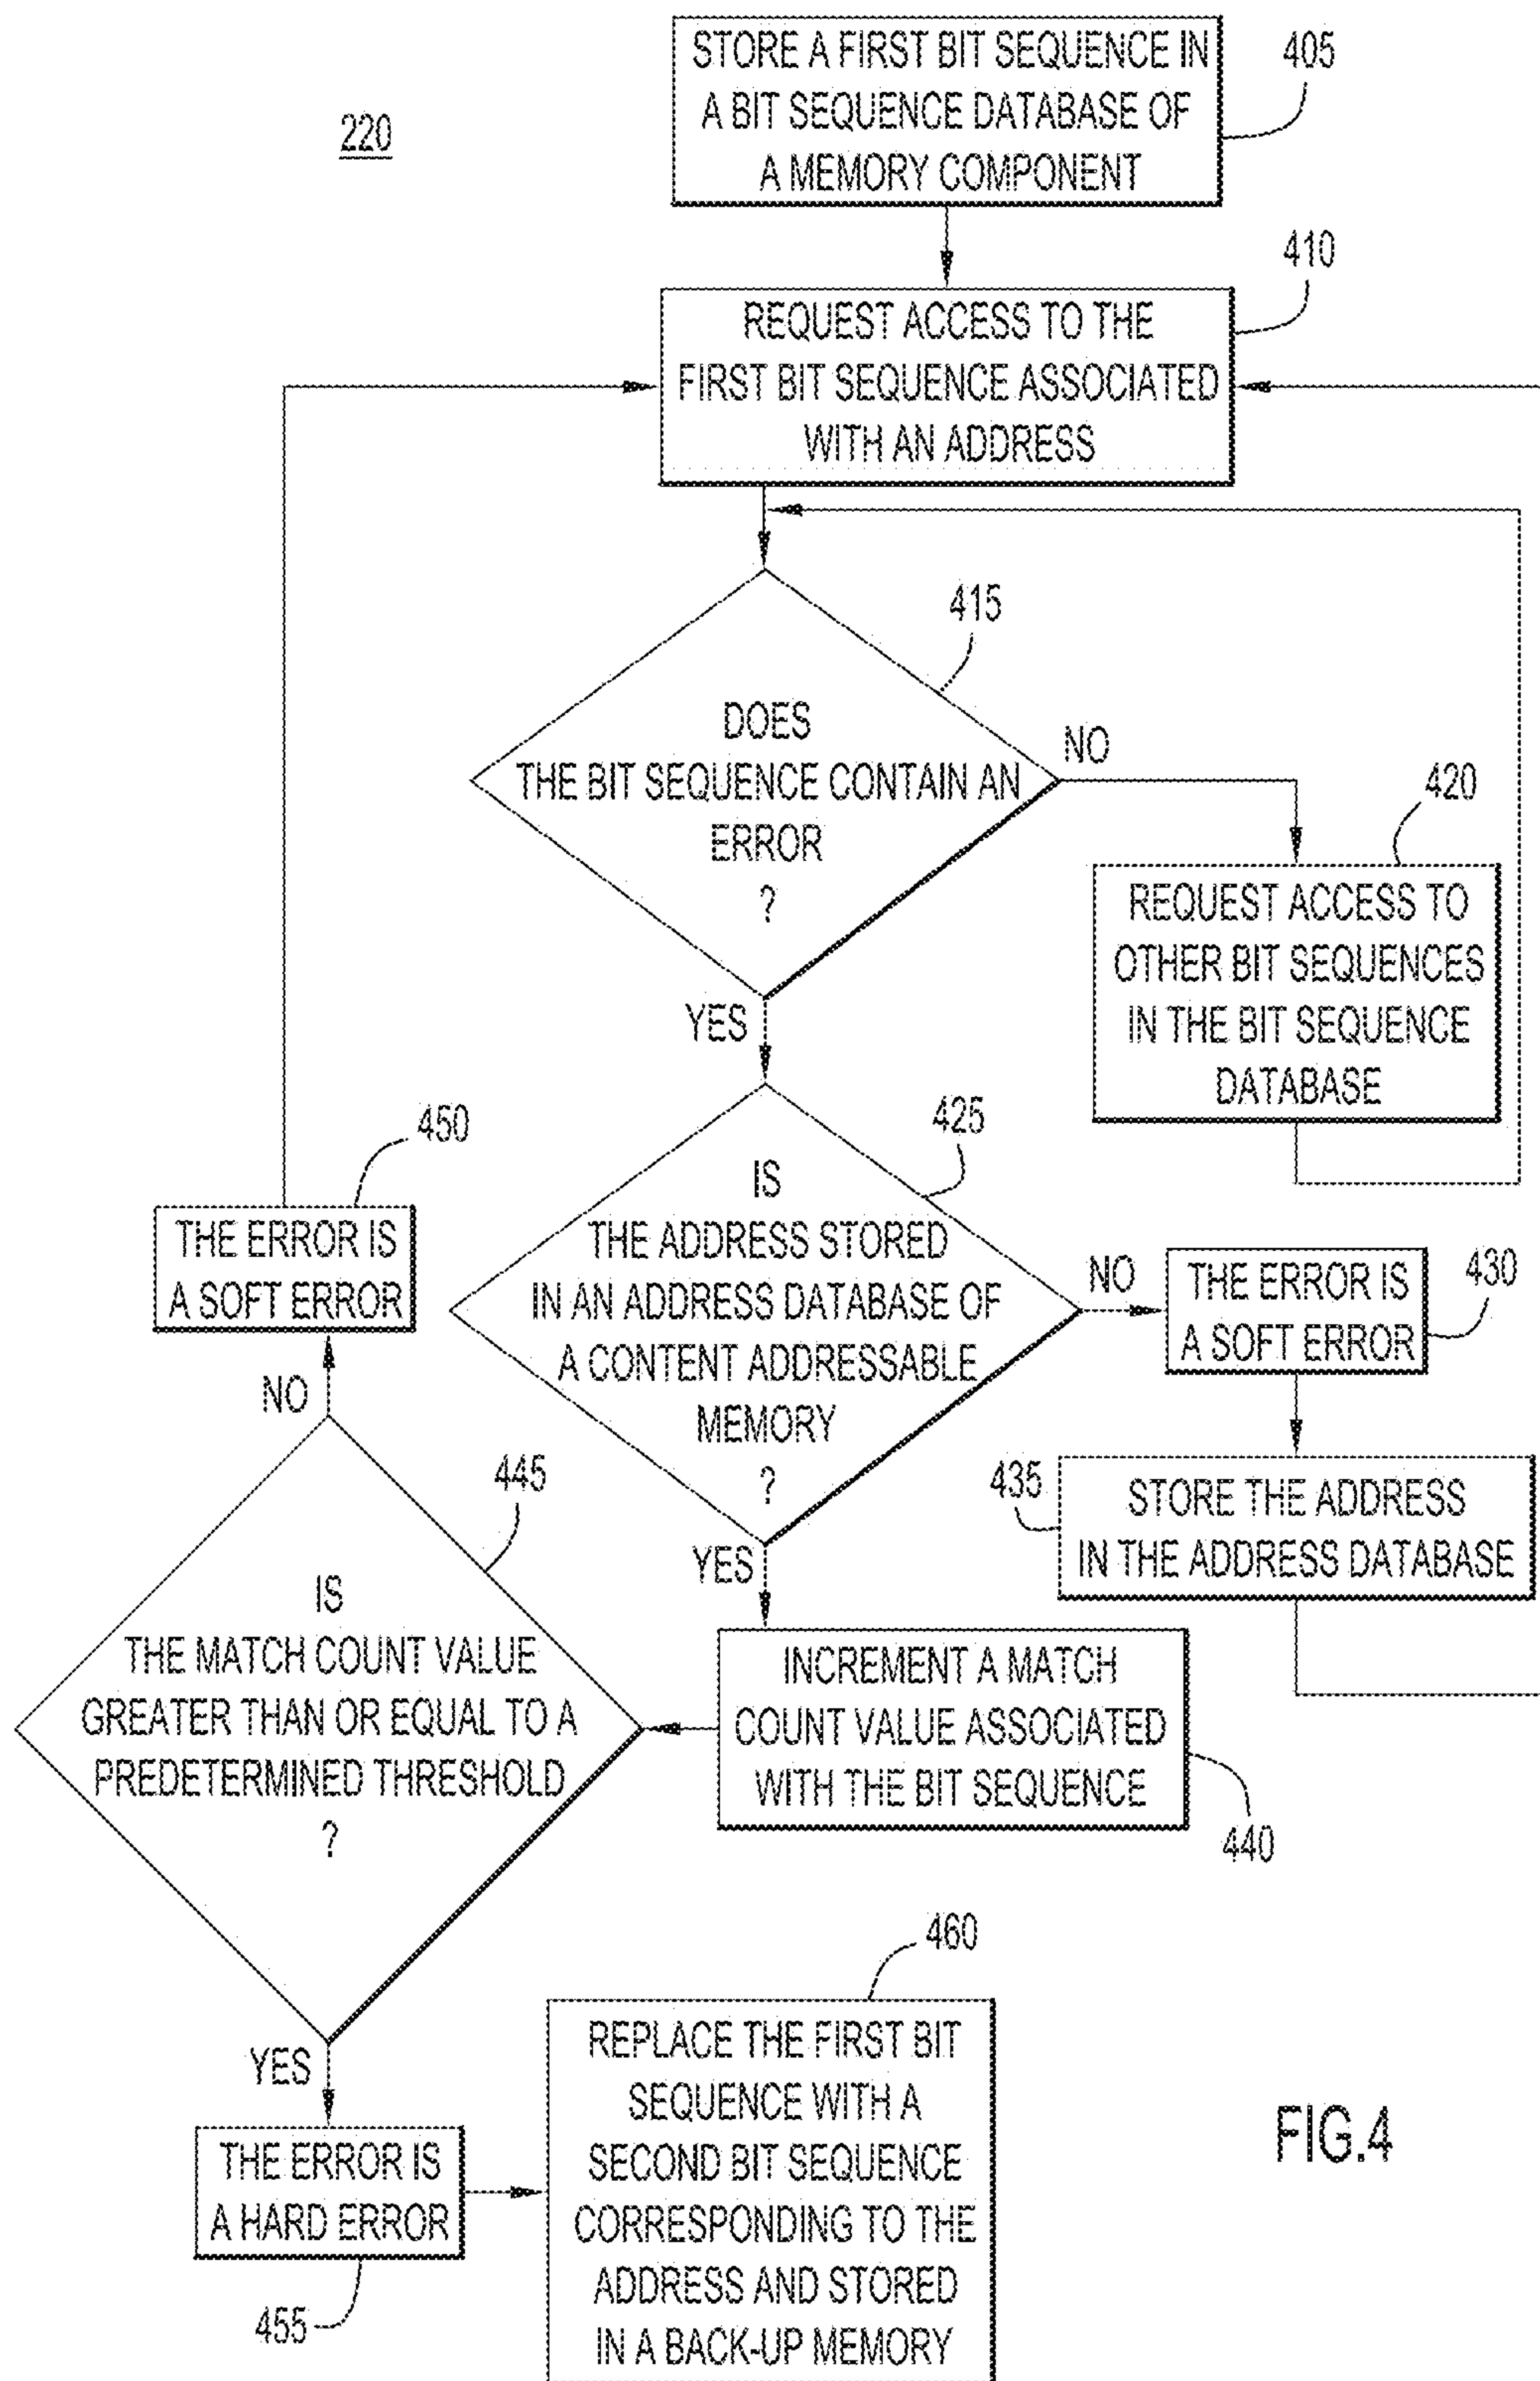 220
STORE A FIRST BIT SEQUENCE IN
A BIT SEQUENCE DATABASE OF
A MEMORY COMPONENT
405
410
REQUEST ACCESS TO THE
FIRST BIT SEQUENCE ASSOCIATED
WITH AN ADDRESS
415
DOES
THE BIT SEQUENCE CONTAIN AN
ERROR
?
NO
YES
420
REQUEST ACCESS TO
OTHER BIT SEQUENCES
IN THE BIT SEQUENCE
DATABASE
425
IS
THE ADDRESS STORED
IN AN ADDRESS DATABASE OF
A CONTENT ADDRESSABLE
MEMORY
?
NO
YES
430
THE ERROR IS
A SOFT ERROR
435
STORE THE ADDRESS
IN THE ADDRESS DATABASE
INCREMENT A MATCH
COUNT VALUE ASSOCIATED
WITH THE BIT SEQUENCE
440
445
IS
THE MATCH COUNT VALUE
GREATER THAN OR EQUAL TO A
PREDETERMINED THRESHOLD
?
NO
450
THE ERROR IS
A SOFT ERROR
YES
THE ERROR IS
A HARD ERROR
455
460
REPLACE THE FIRST BIT
SEQUENCE WITH A
SECOND BIT SEQUENCE
CORRESPONDING TO THE
ADDRESS AND STORED
IN A BACK-UP MEMORY
FIG.4